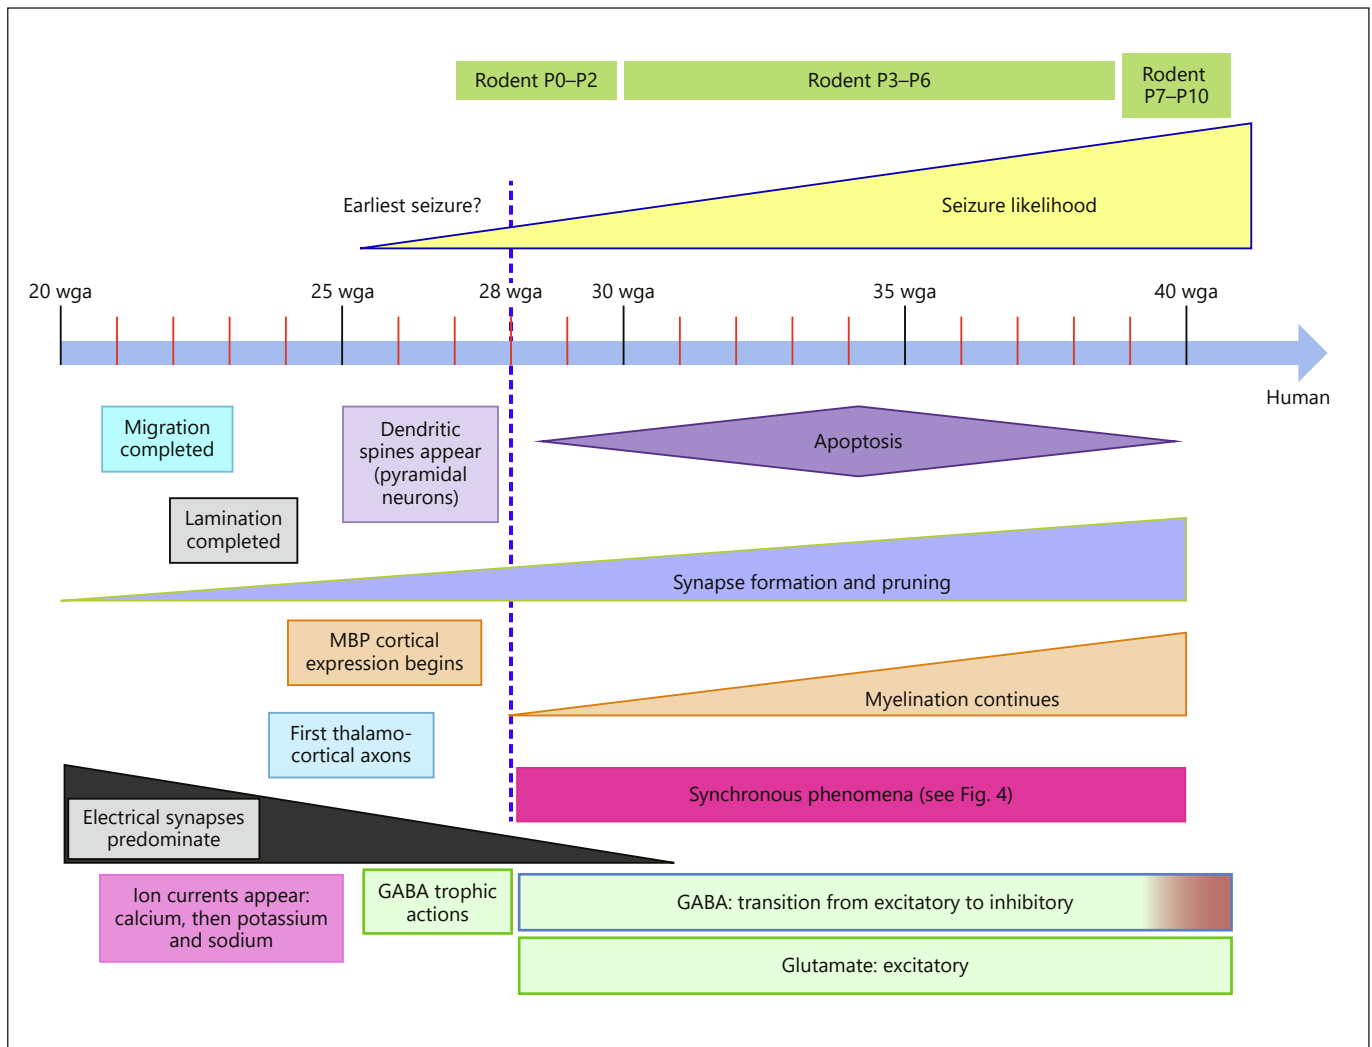 Rodent P0–P2
Rodent P3–P6
Rodent
P7–P10
Earliest seizure?
Seizure likelihood
20 wga
25 wga
28 wga
30 wga
35 wga
40 wga
Human
Migration
completed
Dendritic
spines appear
(pyramidal
neurons)
Apoptosis
Lamination
completed
Synapse formation and pruning
MBP cortical
expression begins
Myelination continues
First thalamo-
cortical axons
Synchronous phenomena (see Fig. 4)
Electrical synapses
predominate
Ion currents appear:
calcium, then potassium
and sodium
GABA trophic
actions
GABA: transition from excitatory to inhibitory
Glutamate: excitatory